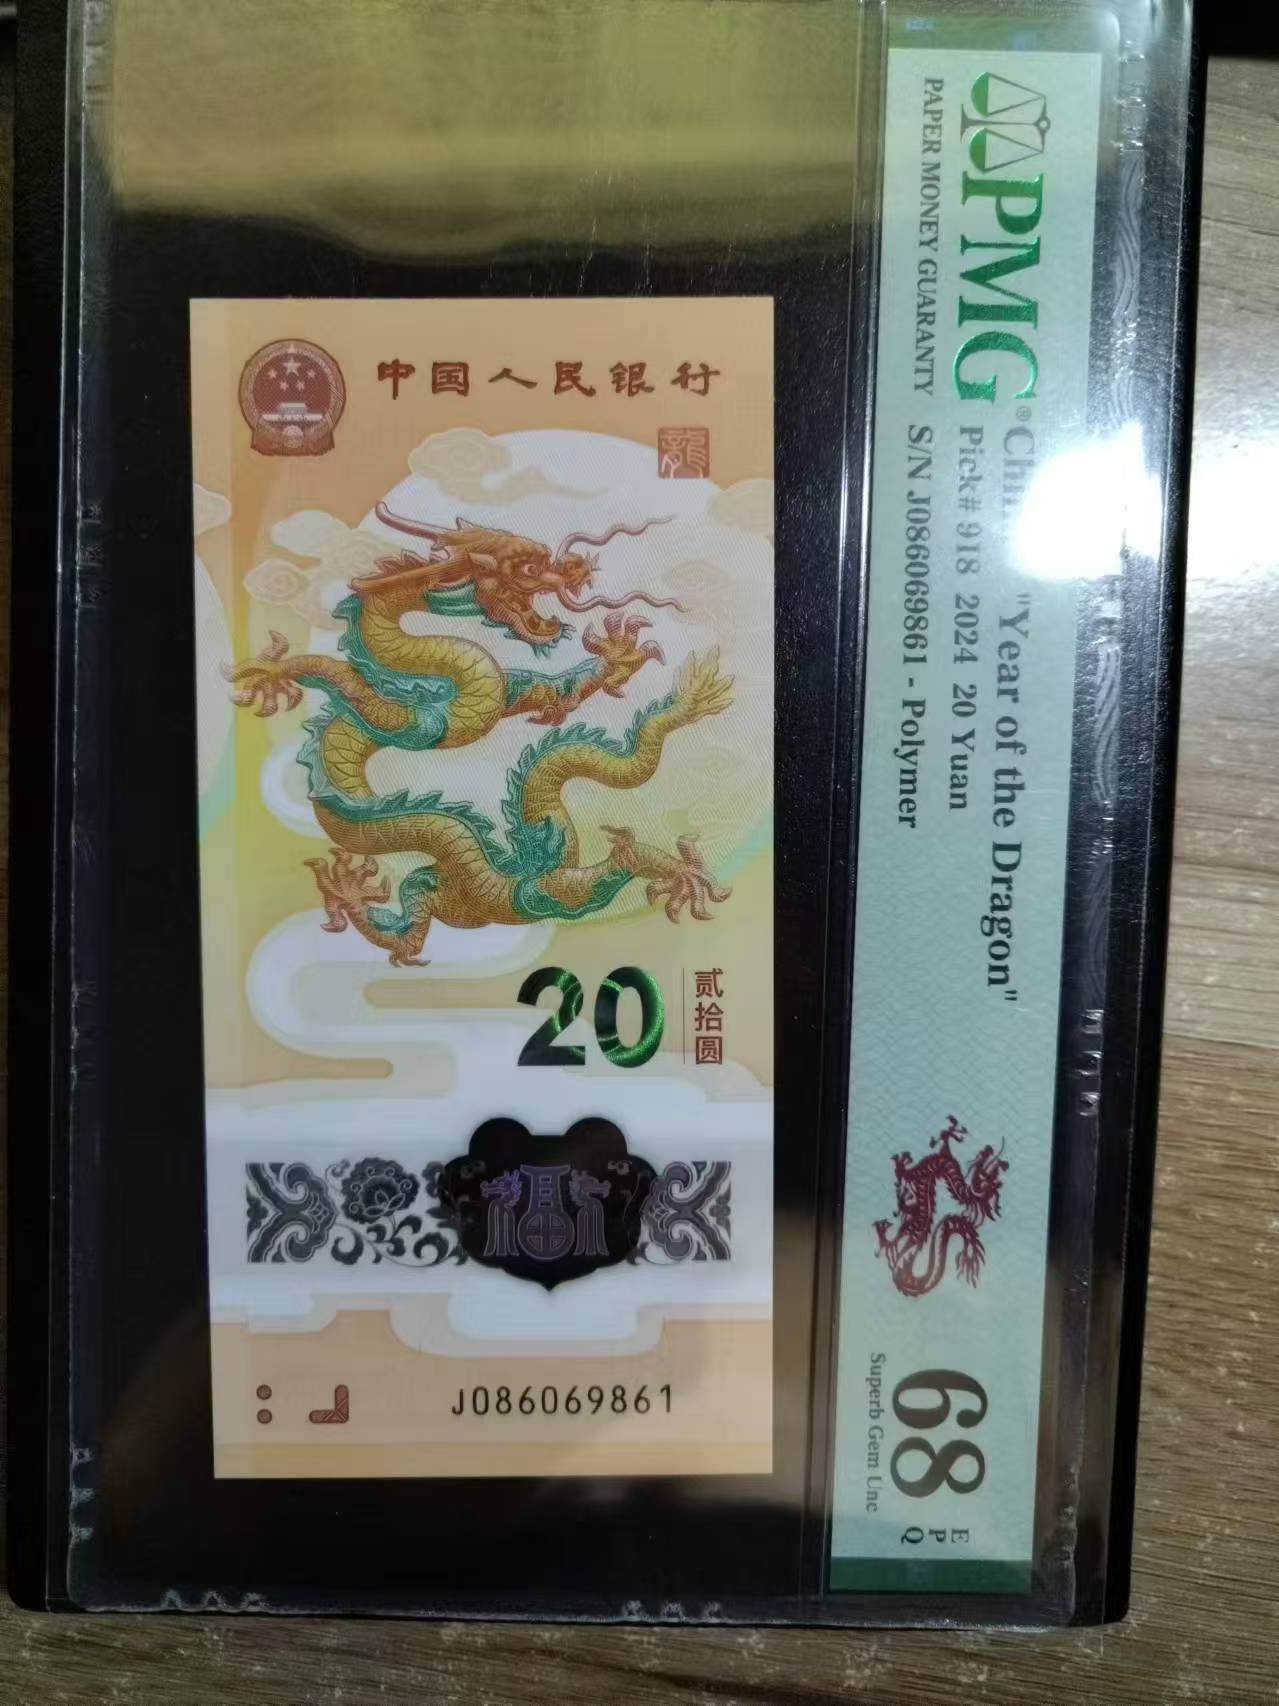 中国人民银行
龍
20
贰拾圆
福
J086069861
PMG®
PAPER MONEY GUARANTY
"Year of the Dragon"
Pick# 918 2024 20 Yuan
S/N J086069861 - Polymer
68 EPQ
Superb Gem Unc